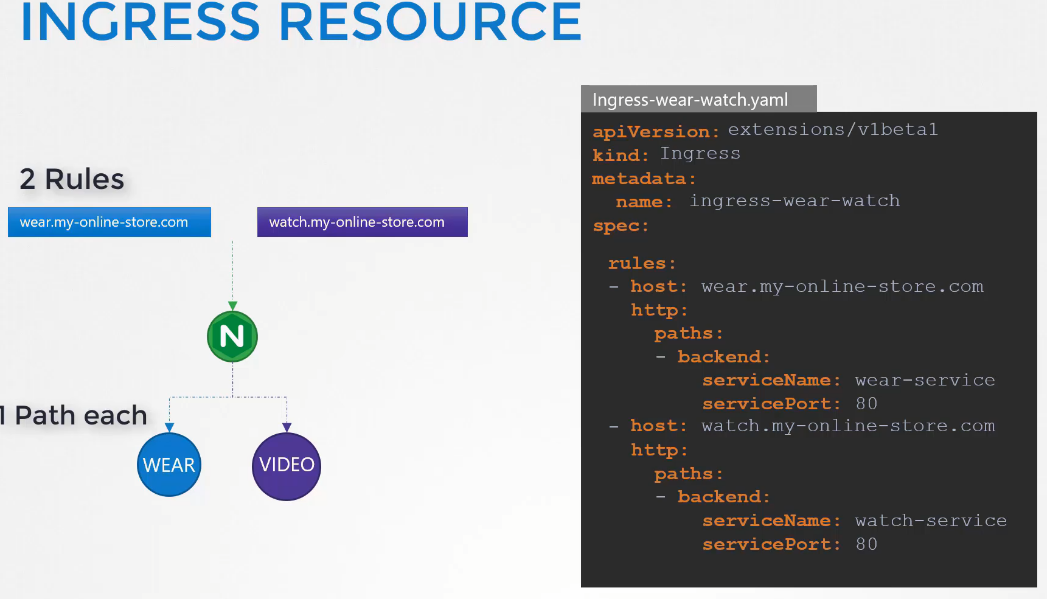 INGRESS RESOURCE
2 Rules
wear.my-online-store.com
watch.my-online-store.com
N
1 Path each
WEAR
VIDEO
Ingress-wear-watch.yaml
apiVersion: extensions/v1beta1
kind: Ingress
metadata:
name: ingress-wear-watch
spec:
rules:
- host: wear.my-online-store.com
http:
paths:
- backend:
serviceName: wear-service
servicePort: 80
- host: watch.my-online-store.com
http:
paths:
- backend:
serviceName: watch-service
servicePort: 80